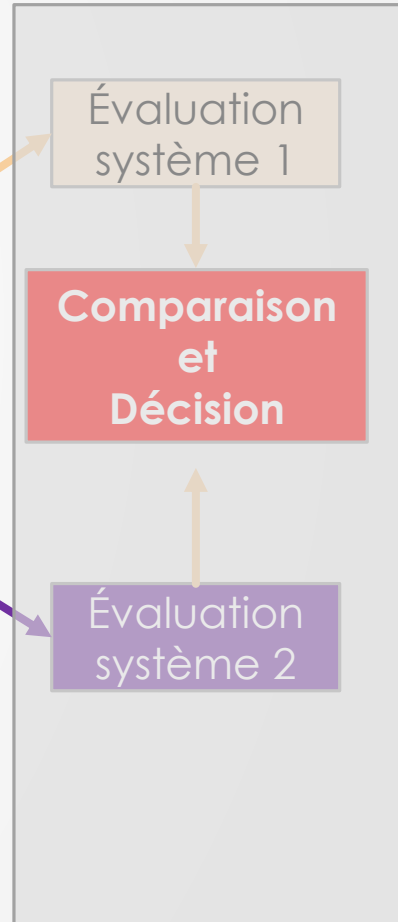 Évaluation
système 1
Comparaison
et
Décision
Évaluation
système 2